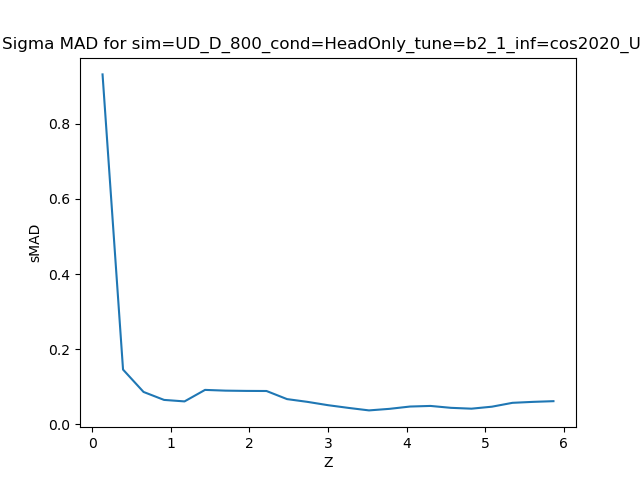 Sigma MAD for sim=UD_D_800_cond=HeadOnly_tune=b2_1_inf=cos2020_U
0.8
0.6
0.4
0.2
0.0
sMAD
0 1 2 3 4 5 6
Z